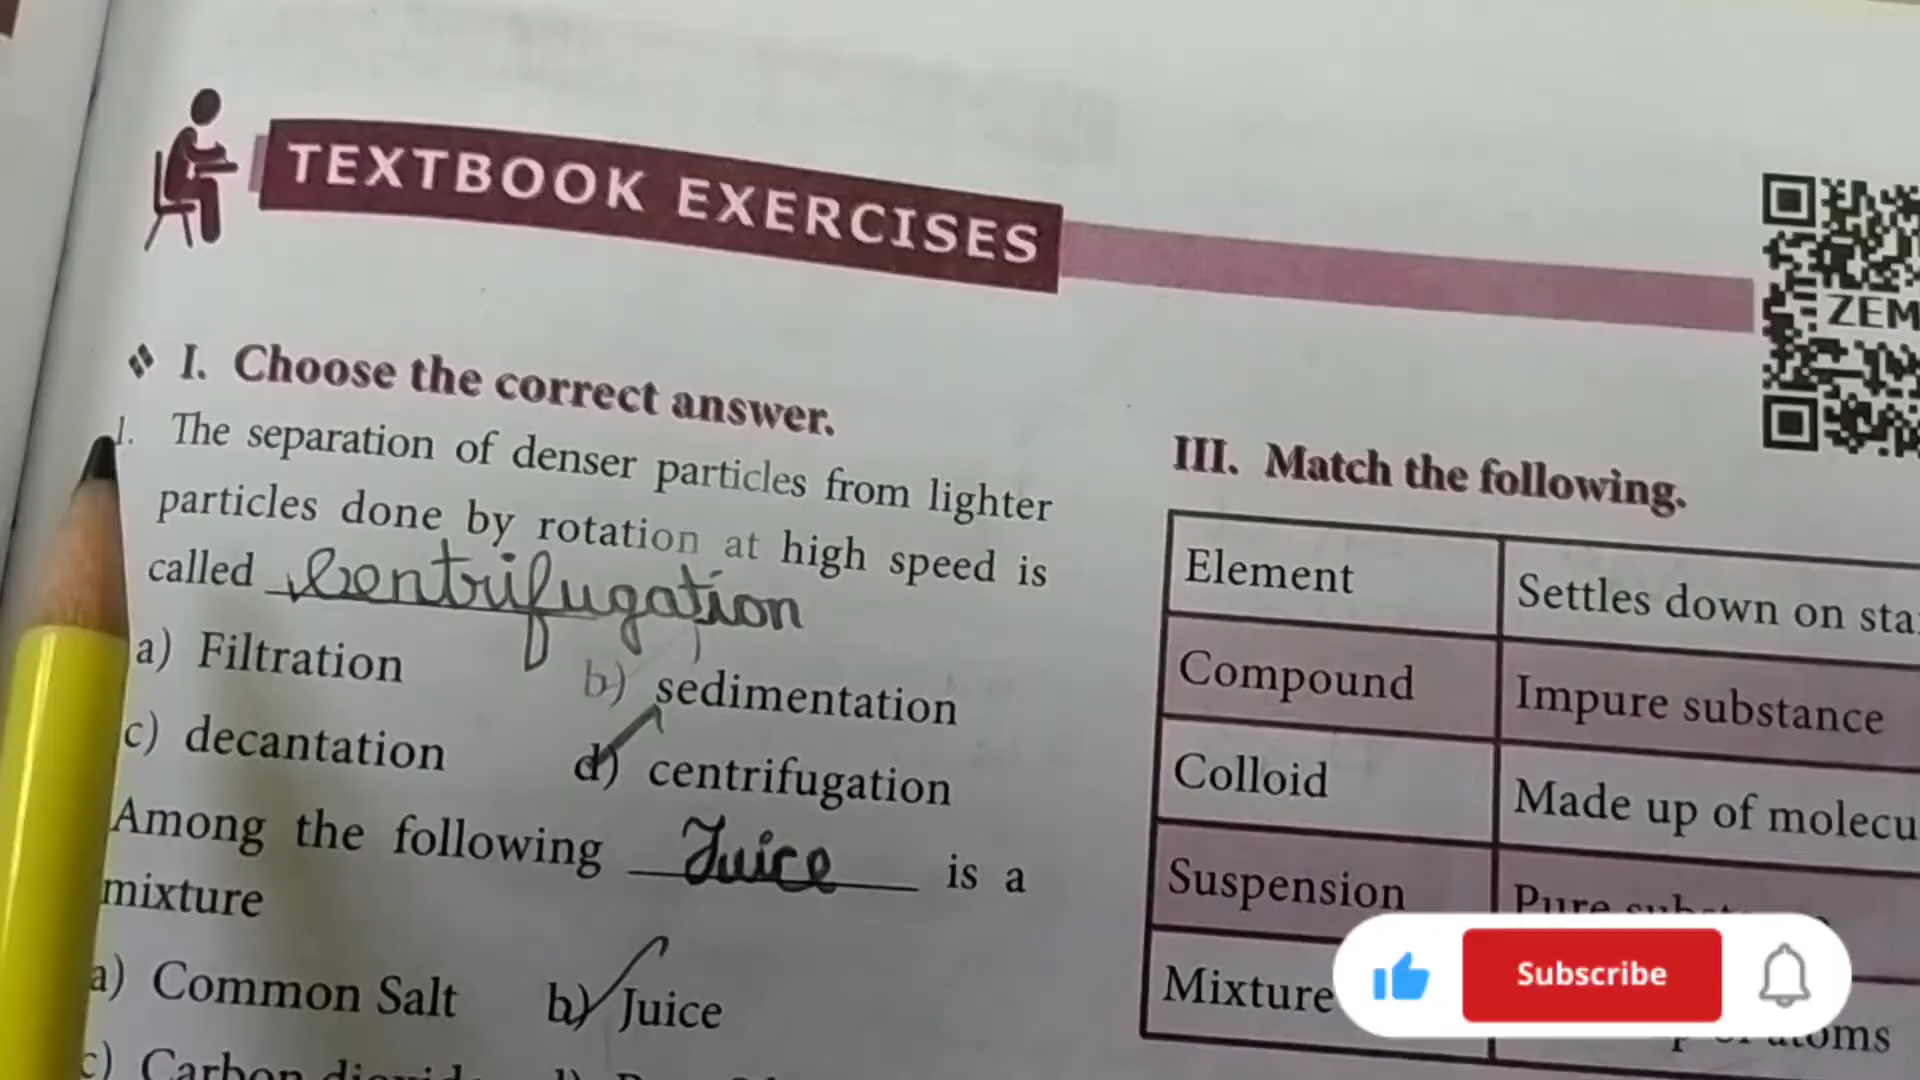 TEXTBOOK EXERCISES
ZEM
I. Choose the correct answer.
1. The separation of denser particles from lighter
particles done by rotation at high speed is
called centrifugation
a) Filtration b) sedimentation
c) decantation d) centrifugation
Among the following Juice is a
mixture
a) Common Salt b) Juice
c) Carbon
III. Match the following.
Element Settles down on
Compound Impure substance
Colloid Made up of
Suspension Pure
Mixture
Subscribe